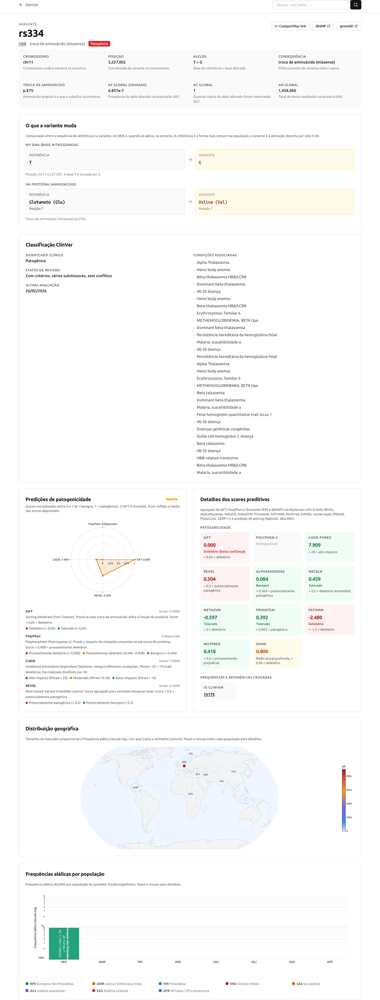 GenVar
Buscar variante...
VARIANTE
rs334
Compartilhar link
dbSNP
gnomAD
HBB troca de aminoácido (missense) Patogênica
CROMOSSOMO
chr11
Cromossomo onde a variante se encontra.
POSIÇÃO
5,227,002
Coordenada da variante no cromossomo.
ALELOS
T > G
Base de referência > base alterada.
CONSEQUÊNCIA
troca de aminoácido (missense)
Efeito previsto da variante sobre o gene.
TROCA DE AMINOÁCIDO
p.E7V
Aminoácido original e o que o substitui na proteína.
AF GLOBAL (GNOMAD)
6.857e-7
Frequência do alelo alterado na população (AF).
AC GLOBAL
1
Quantas cópias do alelo alterado foram observadas
(AC).
AN GLOBAL
1,458,400
Total de alelos analisados na amostra (AN).
O que a variante muda
Comparação entre a sequência de referência e a variante, no DNA e, quando se aplica, na proteína. A referência é a forma mais comum na população; a variante é a alteração descrita por este rs ID.
NO DNA (BASE NITROGENADA)
REFERÊNCIA
T
VARIANTE
G
Posição chr11:5.227.002. A base T é trocada por G.
NA PROTEÍNA (AMINOÁCIDO)
REFERÊNCIA
Glutamato (Glu)
Posição 7
VARIANTE
Valina (Val)
Posição 7
Troca de aminoácido (missense) (p.E7V).
Classificação ClinVar
SIGNIFICADO CLÍNICO
Patogênica
STATUS DE REVISÃO
Com critérios, vários submissores, sem conflitos
ÚLTIMA AVALIAÇÃO
26/02/2026
CONDIÇÕES ASSOCIADAS
- Alpha Thalassemia
- Heinz body anemia
- Beta-thalassemia HBB/LCRB
- Dominant beta-thalassemia
- Hb SS doença
- Heinz body anemia
- Beta-thalassemia HBB/LCRB
- Erythrocytosis, familiar 6
- METHEMOGLOBINEMIA, BETA tipo
- Dominant beta-thalassemia
- Persistência hereditária da hemoglobina fetal
- Malaria, suscetibilidade a
- Hb SS doença
- Persistência hereditária da hemoglobina fetal
- Alpha Thalassemia
- Heinz body anemia
- Erythrocytosis, familiar 6
- METHEMOGLOBINEMIA, BETA tipo
- Beta talassemia
- Dominant beta-thalassemia
- Malaria, suscetibilidade a
- Fetal hemoglobin quantitative trait locus 1
- Hb SS doença
- Doenças genéticas congênitas
- Sickle cell-hemoglobin C doença
- Beta talassemia
- Hb SS doença
- HBB-related transtorno
- Beta-thalassemia HBB/LCRB
- Malaria, suscetibilidade a
Predições de patogenicidade
Incerta
Scores normalizados entre 0 e 1 (0 = benigno, 1 = patogênico). O SIFT é invertido. A cor reflete a média
dos scores disponíveis.
PolyPhen: Indisponível
CADD: 7.909
SIFT: 0.000
0 0,25 0,5 0,75 1
REVEL: 0.504
SIFT bruto: 0.0000
Sorting Intolerant from Tolerant. Prevê se uma troca de aminoácido afeta a função da proteína. Score
< 0,05 = deletério.
Deletério (< 0,05) Tolerado (> 0,05)
PolyPhen Indisponível
Polymorphism Phenotyping v2. Prevê o impacto de mutações missense na estrutura da proteína.
Score > 0,908 = provavelmente deletério.
Provavelmente deletério (> 0,908) Possivelmente deletério (0,446 - 0,908) Benigno (< 0,446)
CADD bruto: 7.9090
Combined Annotation Dependent Depletion. Integra diferentes anotações. Phred > 20 = 1% mais
deletérias. Normalizado dividindo por 40.
Alto impacto (Phred > 20) Moderado (Phred 10-20) Baixo impacto (Phred < 10)
REVEL bruto: 0.5040
Rare Exome Variant Ensemble Learner. Score agregado para variantes missense raras. Score > 0,5 =
potencialmente patogênica.
Potencialmente patogênica (> 0,5) Potencialmente benigna (< 0,5)
Detalhes dos scores preditivos
Agregado de SIFT, PolyPhen-2 (Ensembl VEP) e dbNSFP via MyVariant.info (CADD, REVEL,
AlphaMissense, MetaLR, MetaSVM, PrimateAI, FATHMM, MutPred, DANN), conservação (PhyloP,
PhastCons, GERP++) e predição de splicing (SpliceAI, dbscSNV).
PATOGENICIDADE
SIFT
0.000
Deletério (baixa confiança)
< 0,05 = deletério
POLYPHEN-2
Indisponível
CADD PHRED
7.909
> 20 = alto impacto
REVEL
0.504
> 0,5 = potencialmente
patogênica
ALPHAMISSENSE
0.084
Benigno
> 0,564 = potencialmente
patogênica
METALR
0.459
Tolerado
> 0,5 = deletério (ensemble)
METASVM
-0.597
Tolerado
> 0 = deletério
PRIMATEAI
0.392
Tolerado
> 0,803 = patogênica
FATHMM
-2.480
Deletério
< -1,5 = deletério
MUTPRED
0.418
> 0,5 = provavelmente
prejudicial
DANN
0.800
Rede neural profunda, >
0,96 = deletério
FREQUÊNCIAS E REFERÊNCIAS CRUZADAS
ID CLINVAR
15175
Distribuição geográfica
Tamanho do marcador proporcional à frequência alélica (escala log). Cor: azul (rara) a vermelho (comum). Passe o mouse sobre cada população para detalhes.
FIN
NFE
ASJ
MID
EAS
SAS
AMR
AFR
AF
800n
600n
400n
200n
0
Frequências alélicas por população
Frequência alélica (AC/AN) por população do gnomAD. Escala logarítmica. Passe o mouse para detalhes.
Frequência alélica (escala log)
9
8
7
6
5
4
3
2
1µ
9
8
7
6
5
4
3
2
100n
Europeia não finlandesa
AF: 9.018e-7
AC: 1 / AN: 1,108,842
NFE AMR FIN MID SAS ASJ EAS AFR
NFE Europeia não finlandesa
AMR Latina / Americana mista
FIN Finlandesa
MID Oriente Médio
SAS Sul asiática
ASJ Judaica asquenaze
EAS Asiática oriental
AFR Africana / Afro-americana